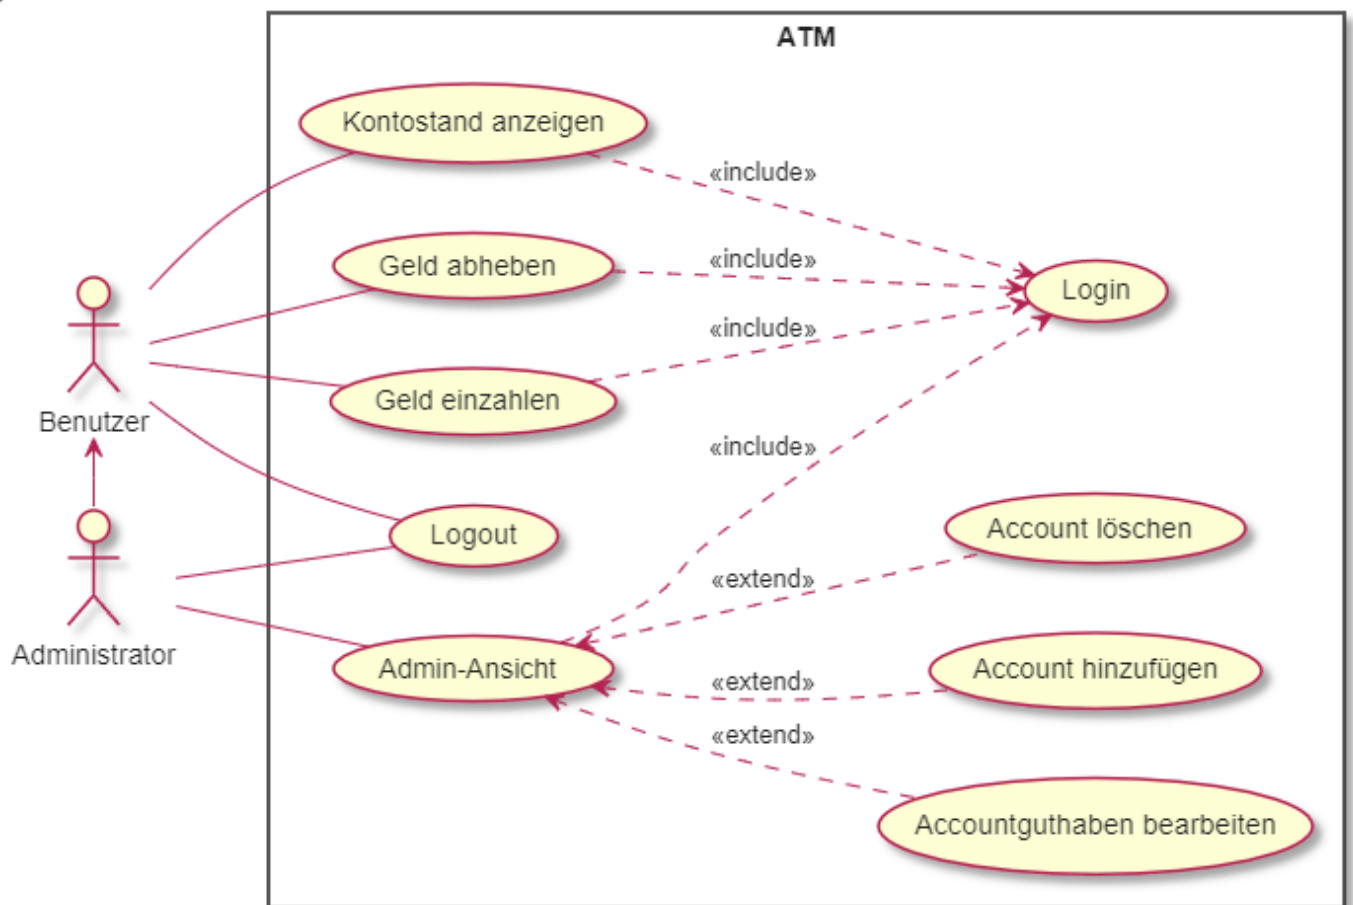 ATM
Kontostand anzeigen
«include»
Geld abheben
«include»
Login
«include»
Geld einzahlen
Benutzer
«include»
Logout
Account löschen
«extend»
Administrator
Admin-Ansicht
Account hinzufügen
«extend»
«extend»
Accountguthaben bearbeiten